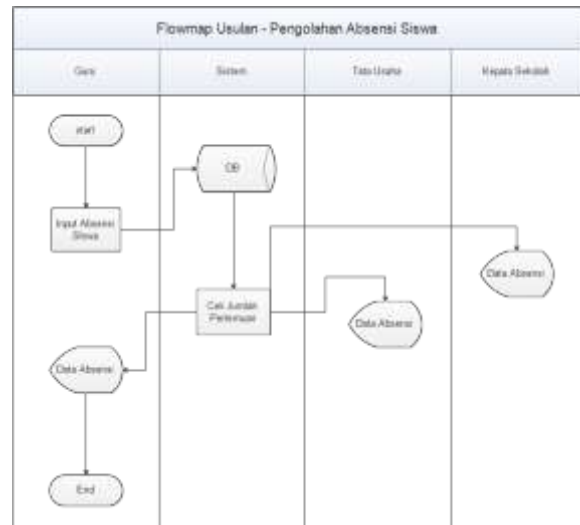 Flowmap Usulan - Pengolahan Absensi Siswa
Guru
Sistem
Tata Usaha
Kepala Sekolah
start
DB
Input Absensi
Siswa
Data Absensi
Cek Jumlah
Pertemuan
Data Absensi
Data Absensi
End